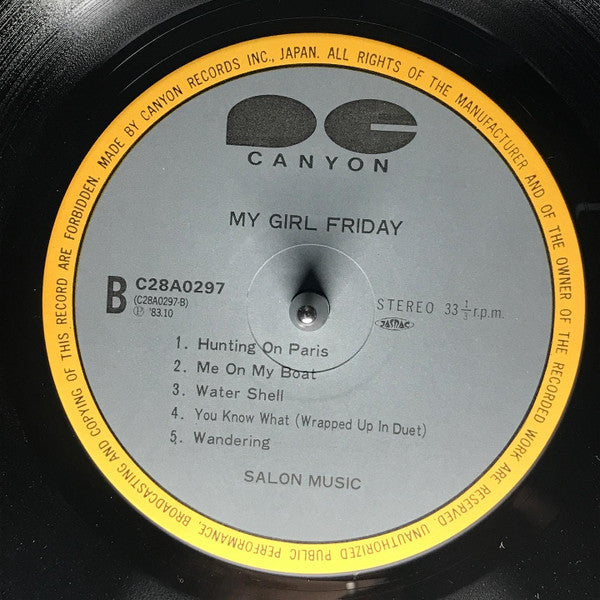 MADE BY CANYON RECORDS INC., JAPAN. ALL RIGHTS OF THE MANUFACTURER AND OF THE OWNER OF THE RECORDED WORK ARE RESERVED. UNAUTHORIZED PUBLIC PERFORMANCE, BROADCASTING AND COPYING OF THIS RECORD ARE FORBIDDEN.
CANYON
MY GIRL FRIDAY
B C28A0297
(C28A0297-B)
Ⓟ '83.10
STEREO 33 1/3 r.p.m.
JASRAC
1. Hunting On Paris
2. Me On My Boat
3. Water Shell
4. You Know What (Wrapped Up In Duet)
5. Wandering
SALON MUSIC